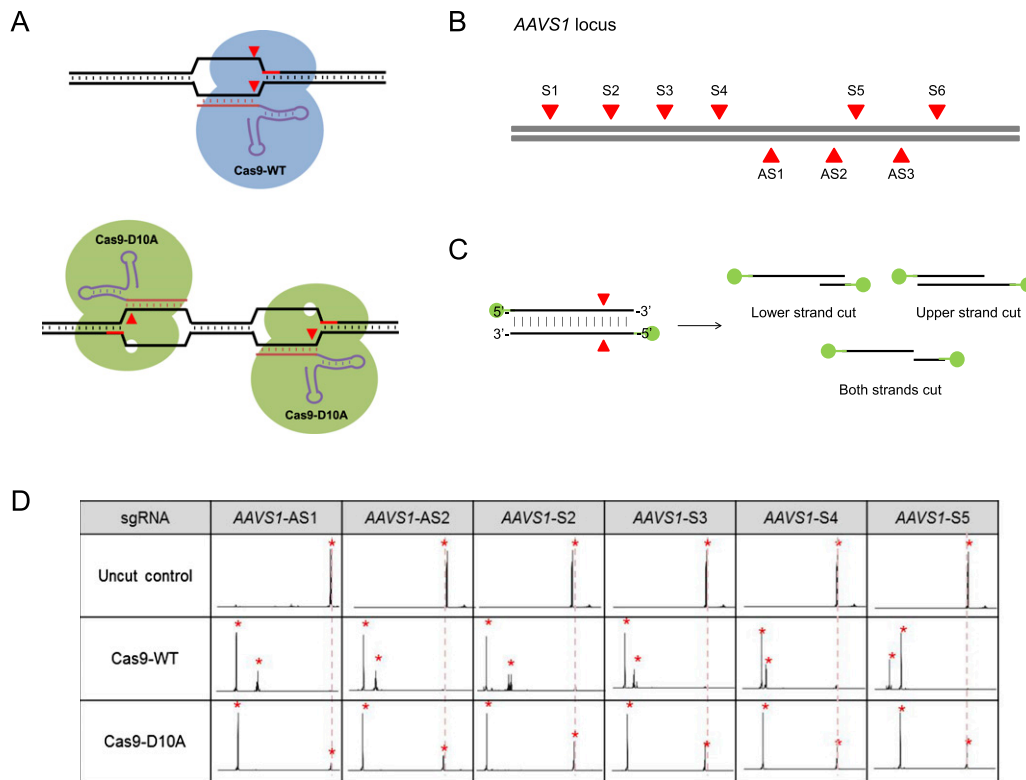 A
Cas9-WT
Cas9-D10A
Cas9-D10A
B
AAVS1 locus
S1 S2 S3 S4 S5 S6
AS1 AS2 AS3
C
5'- -3'
3'- -5'
Lower strand cut
Upper strand cut
Both strands cut
D
sgRNA AAVS1-AS1 AAVS1-AS2 AAVS1-S2 AAVS1-S3 AAVS1-S4 AAVS1-S5
Uncut control * * * * * *
Cas9-WT * * * * * * * * * * * *
Cas9-D10A * * * * * * * * * * * *